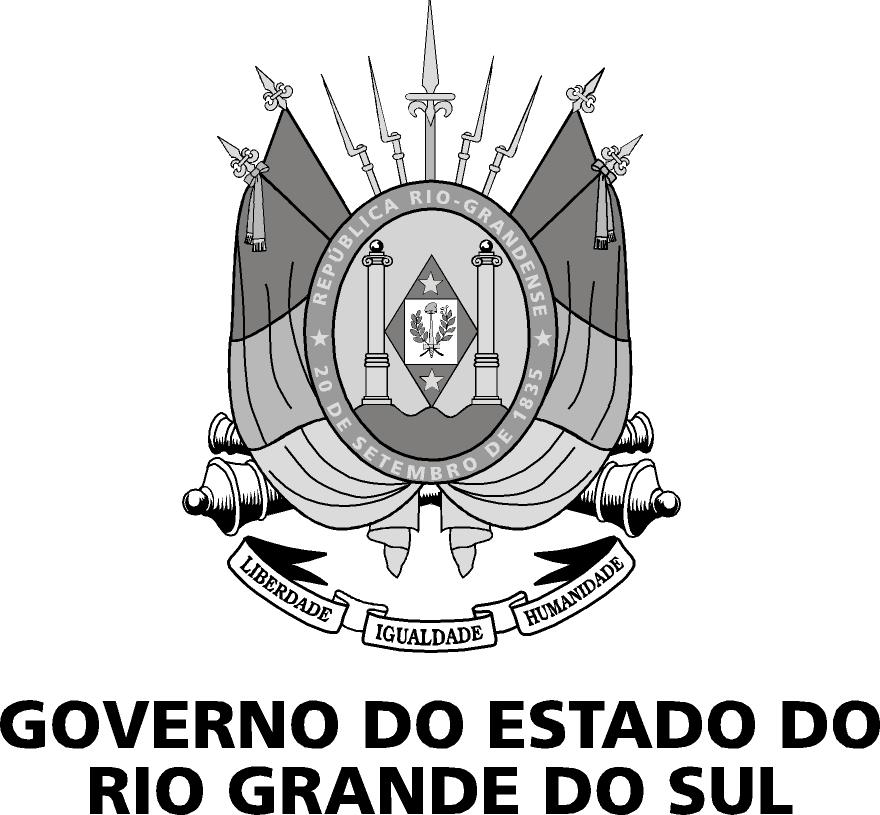 REPÚBLICA RIO-GRANDENSE
20 DE SETEMBRO DE 1835
LIBERDADE
IGUALDADE
HUMANIDADE
GOVERNO DO ESTADO DO
RIO GRANDE DO SUL